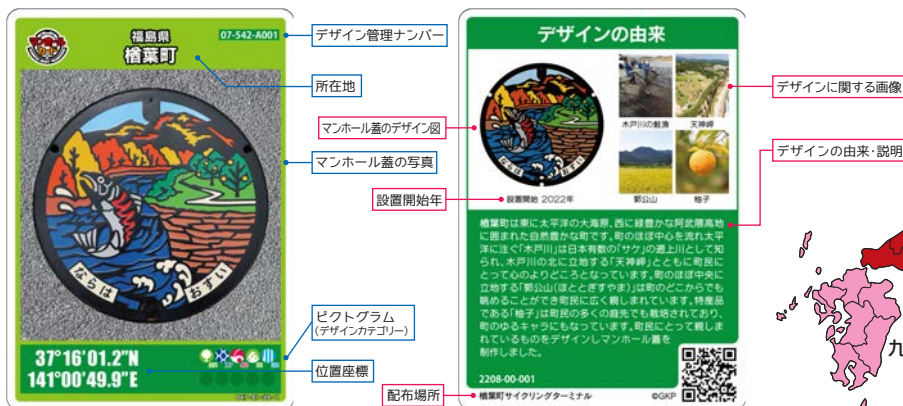 福島県
楢葉町
07-542-A001
ならは
おすい
37°16'01.2"N
141°00'49.9"E
デザイン管理ナンバー
所在地
マンホール蓋の写真
ピクトグラム
(デザインカテゴリー)
位置座標
マンホール蓋のデザイン図
設置開始年
配布場所
デザインの由来
ならは
おすい
木戸川の鮭漁
天神岬
郭公山
柚子
設置開始 2022年
楢葉町は東に太平洋の大海原、西に緑豊かな阿武隈高地
に囲まれた自然豊かな町です。町のほぼ中心を流れ太平
洋に注ぐ「木戸川」は日本有数の「サケ」の遡上川として知
られ、木戸川の北に立地する「天神岬」とともに町民に
とって心のよりどころとなっています。町のほぼ中央に
立地する「郭公山(ほととぎすやま)」は町のどこからでも
眺めることができ町民に広く親しまれています。特産品
である「柚子」は町民の多くの庭先でも栽培されており、
町のゆるキャラにもなっています。町民にとって親しま
れているものをデザインしマンホール蓋を
制作しました。
2208-00-001
楢葉町サイクリングターミナル
©GKP
デザインに関する画像
デザインの由来・説明
九